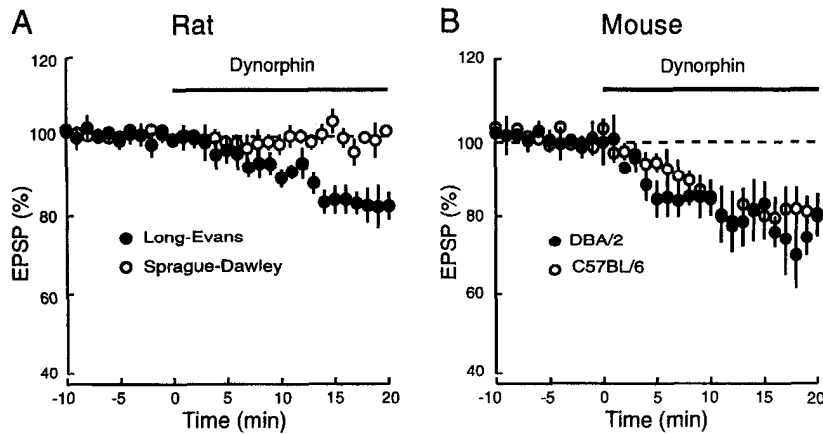 A
Rat
120
Dynorphin
100
EPSP (%)
80
Long-Evans
Sprague-Dawley
60
40
-10
-5
0
5
10
15
20
Time (min)
B
Mouse
120
Dynorphin
100
EPSP (%)
80
DBA/2
C57BL/6
60
40
-10
-5
0
5
10
15
20
Time (min)